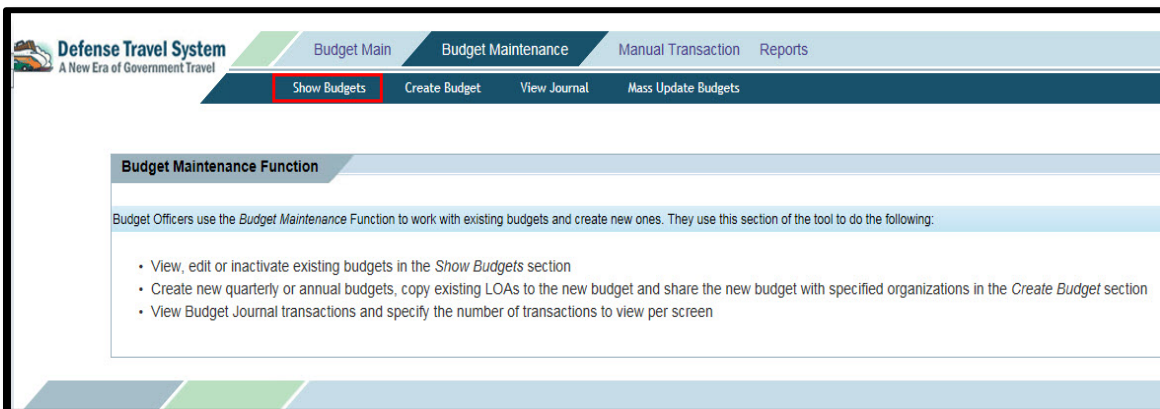 Defense Travel System
A New Era of Government Travel
Budget Main Budget Maintenance Manual Transaction Reports
Show Budgets Create Budget View Journal Mass Update Budgets
Budget Maintenance Function
Budget Officers use the Budget Maintenance Function to work with existing budgets and create new ones. They use this section of the tool to do the following:
• View, edit or inactivate existing budgets in the Show Budgets section
• Create new quarterly or annual budgets, copy existing LOAs to the new budget and share the new budget with specified organizations in the Create Budget section
• View Budget Journal transactions and specify the number of transactions to view per screen